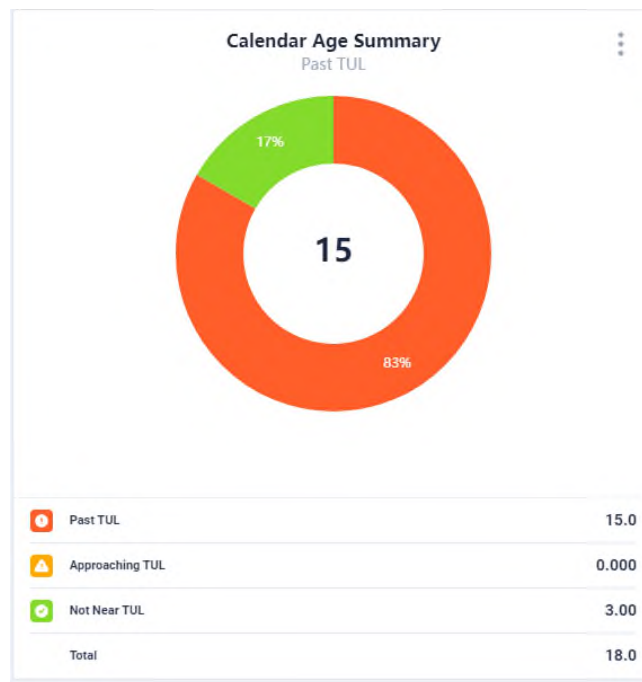 Calendar Age Summary
Past TUL
17%
15
83%
Past TUL 15.0
Approaching TUL 0.000
Not Near TUL 3.00
Total 18.0